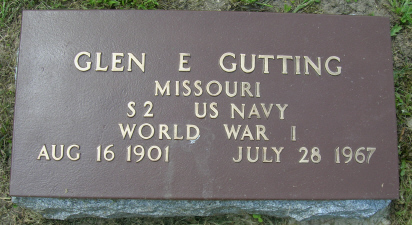 GLEN E GUTTING
MISSOURI
S2 US NAVY
WORLD WAR I
AUG 16 1901 JULY 28 1967